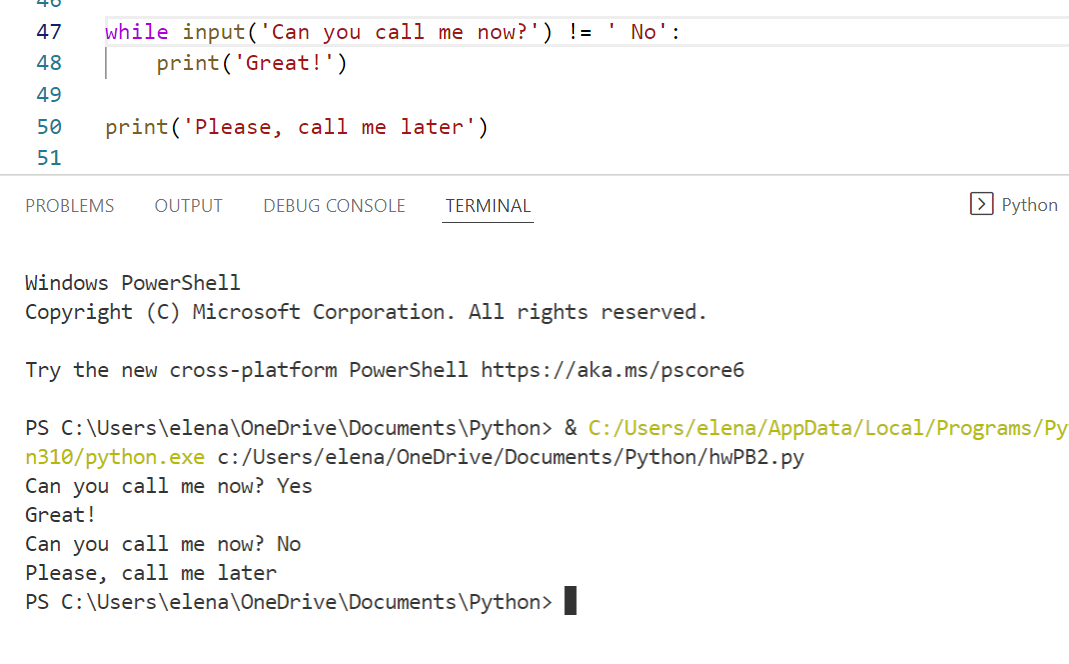 46
47 while input('Can you call me now?') != ' No':
48 print('Great!')
49
50 print('Please, call me later')
51
PROBLEMS OUTPUT DEBUG CONSOLE TERMINAL Python
Windows PowerShell
Copyright (C) Microsoft Corporation. All rights reserved.
Try the new cross-platform PowerShell https://aka.ms/pscore6
PS C:\Users\elena\OneDrive\Documents\Python> & C:/Users/elena/AppData/Local/Programs/Py
n310/python.exe c:/Users/elena/OneDrive/Documents/Python/hwPB2.py
Can you call me now? Yes
Great!
Can you call me now? No
Please, call me later
PS C:\Users\elena\OneDrive\Documents\Python>